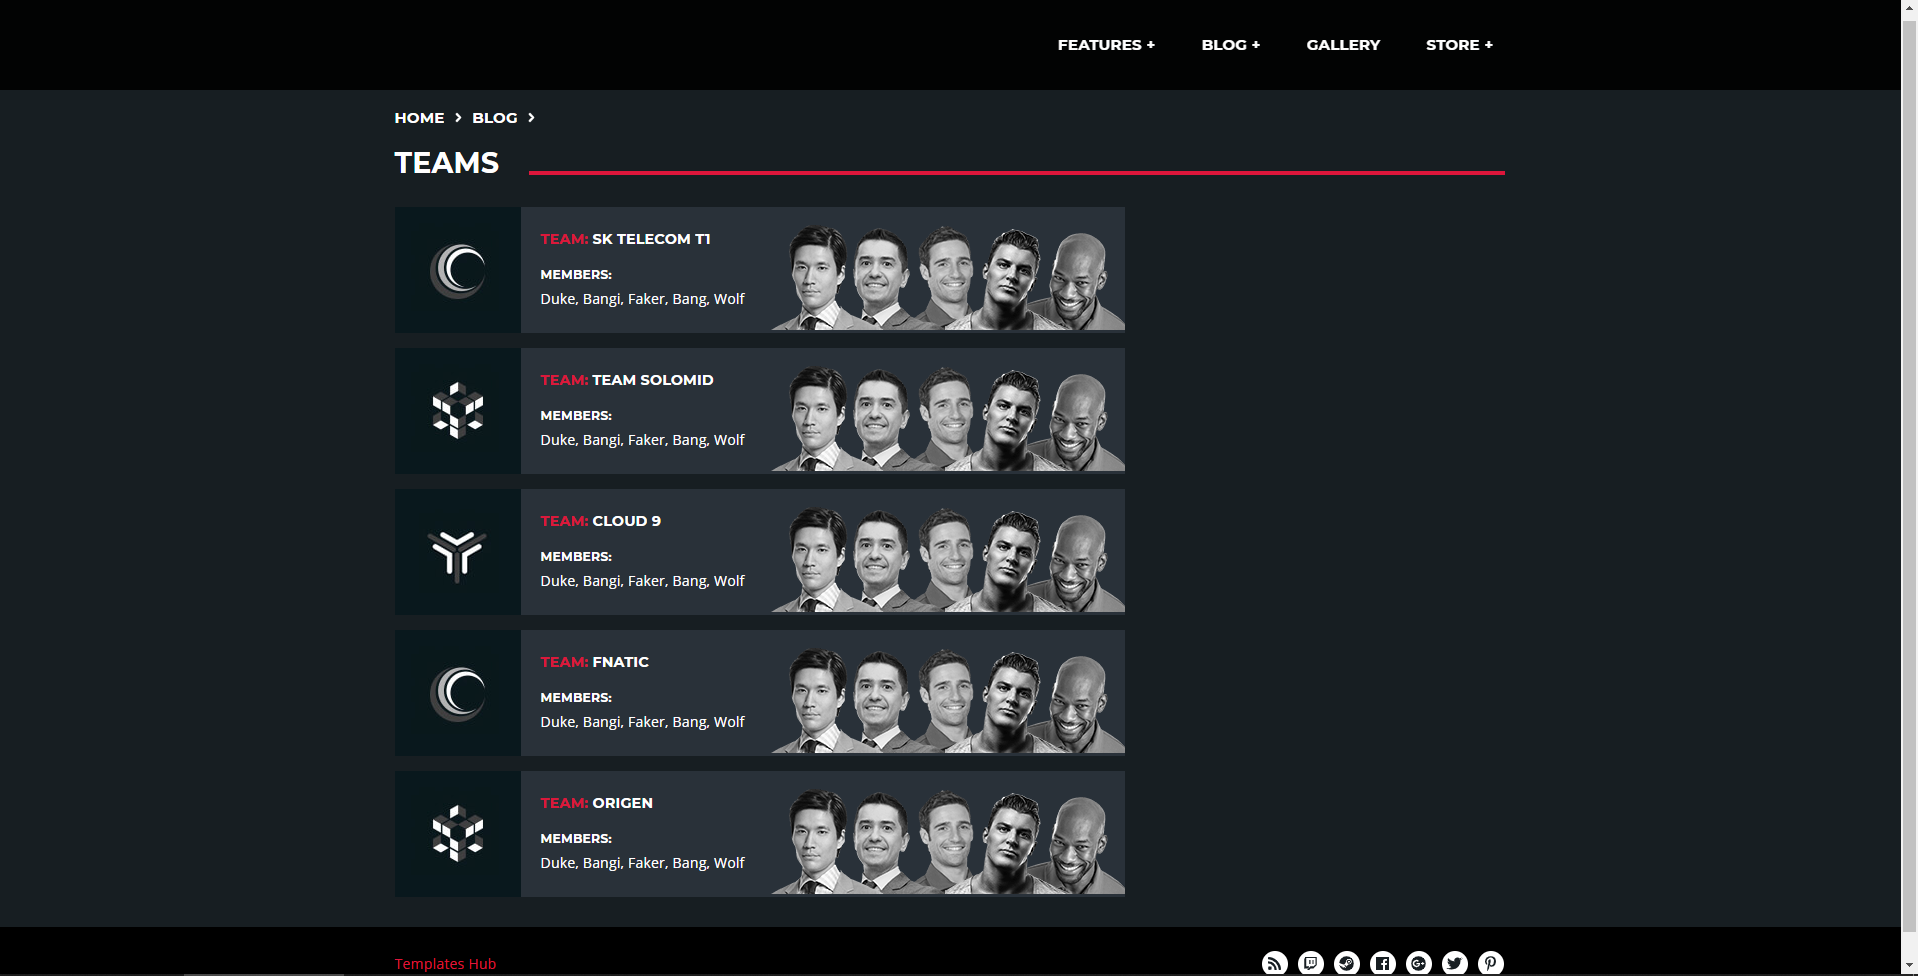 FEATURES + BLOG + GALLERY STORE +
HOME > BLOG >
TEAMS
TEAM: SK TELECOM T1
MEMBERS:
Duke, Bangi, Faker, Bang, Wolf
TEAM: TEAM SOLOMID
MEMBERS:
Duke, Bangi, Faker, Bang, Wolf
TEAM: CLOUD 9
MEMBERS:
Duke, Bangi, Faker, Bang, Wolf
TEAM: FNATIC
MEMBERS:
Duke, Bangi, Faker, Bang, Wolf
TEAM: ORIGEN
MEMBERS:
Duke, Bangi, Faker, Bang, Wolf
Templates Hub